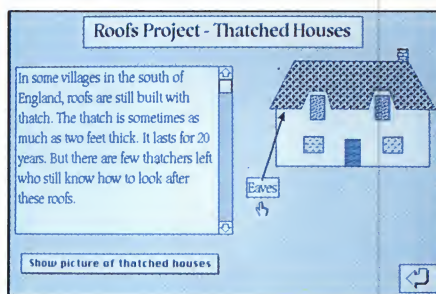 Roofs Project - Thatched Houses
In some villages in the south of
England, roofs are still built with
thatch. The thatch is sometimes as
much as two feet thick. It lasts for 20
years. But there are few thatchers left
who still know how to look after
these roofs.
Eaves
Show picture of thatched houses